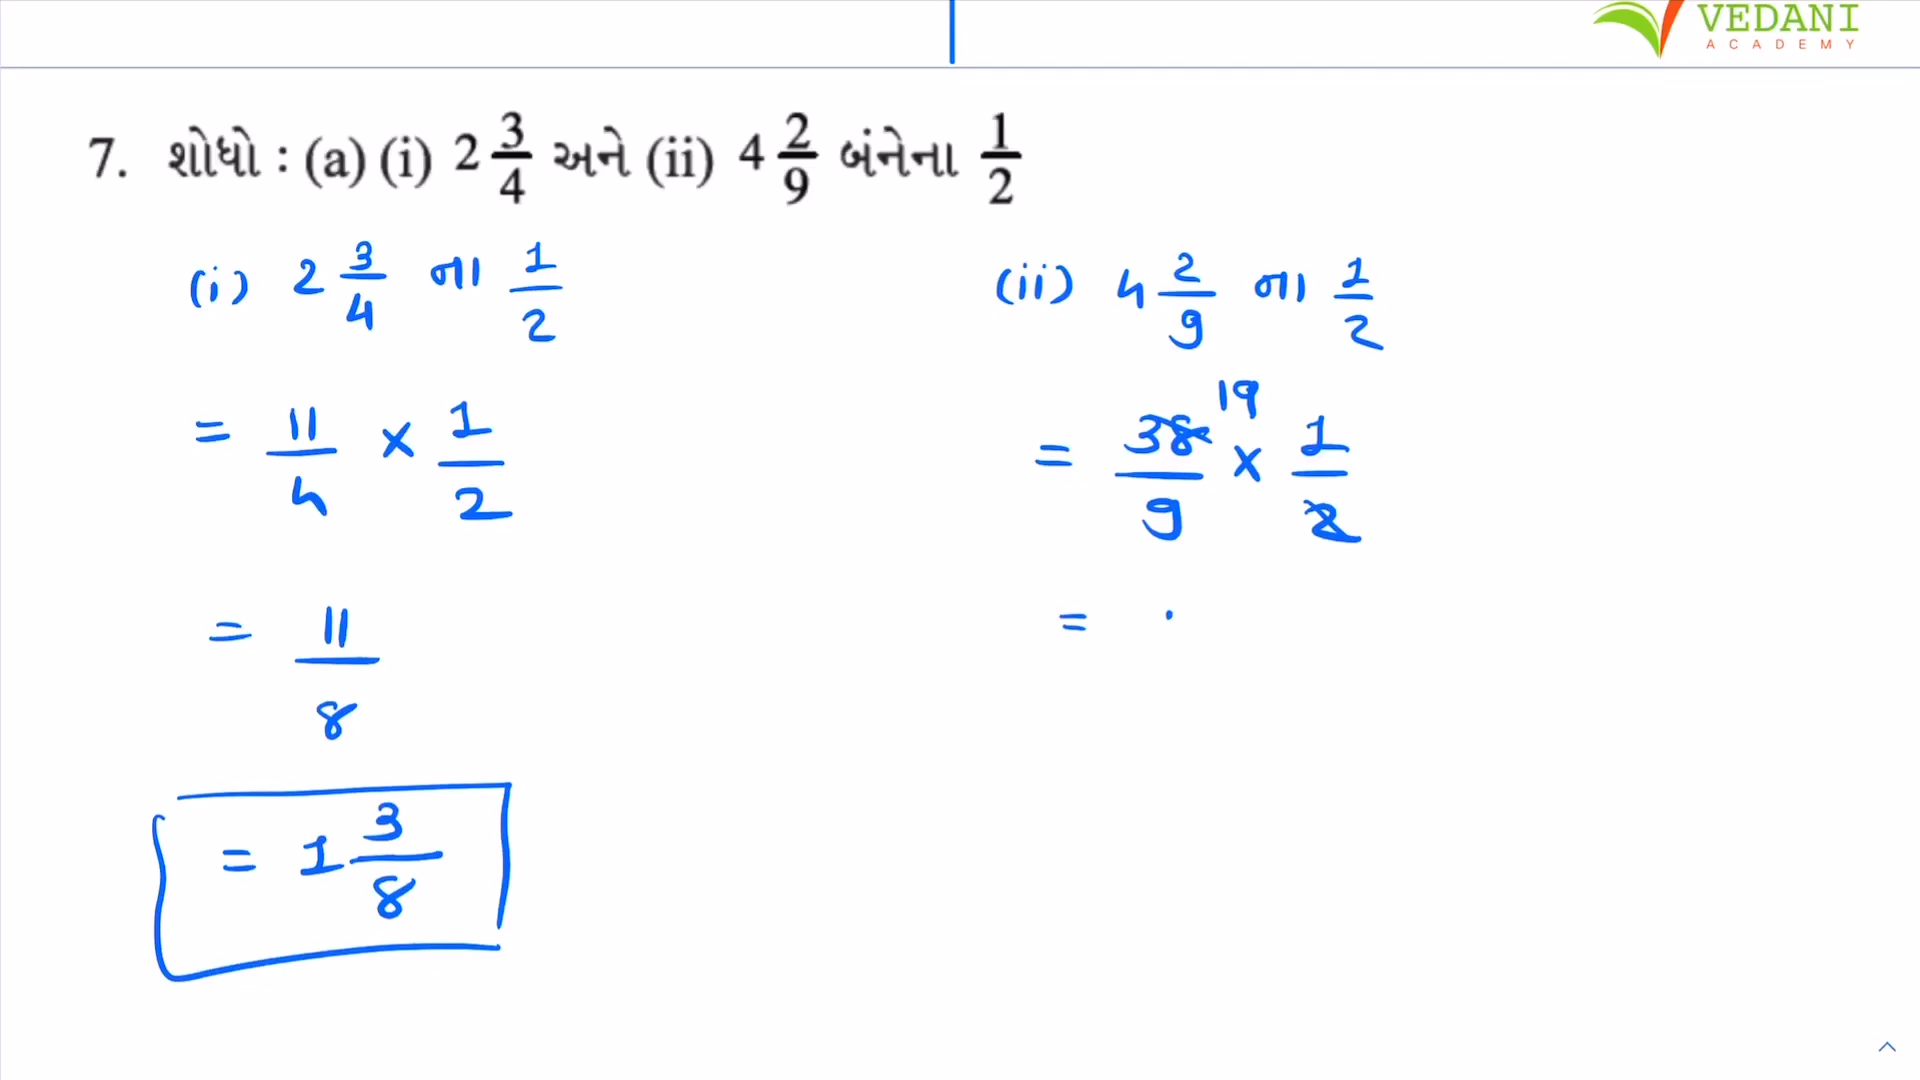 VEDANI
ACADEMY
7. શોધો : (a) (i) 2 3/4 અને (ii) 4 2/9 બંનેના 1/2
(i) 2 3/4 ના 1/2
= 11/4 × 1/2
= 11/8
= 1 3/8
(ii) 4 2/9 ના 1/2
19
= 38/9 × 1/2
=